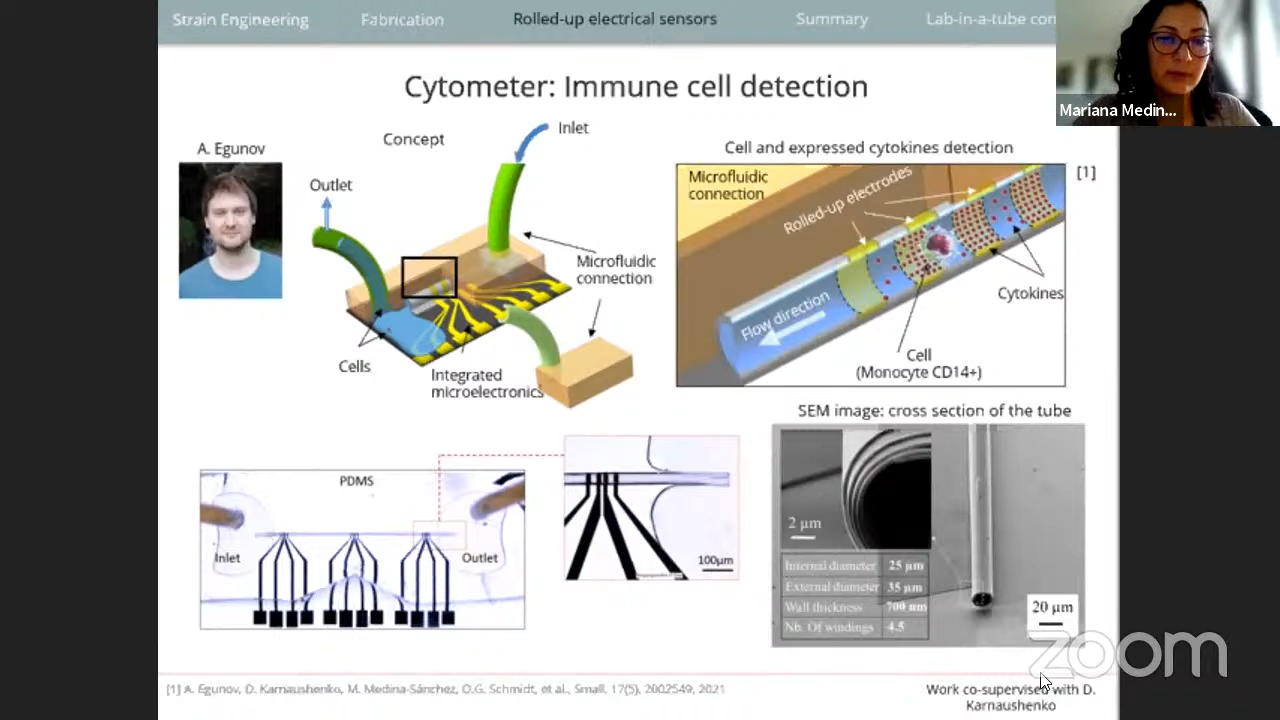 Strain Engineering
Fabrication
Rolled-up electrical sensors
Summary
Lab-in-a-tube con
Mariana Medin...
Cytometer: Immune cell detection
A. Egunov
Concept
Inlet
Outlet
Microfluidic
connection
Cells
Integrated
microelectronics
Cell and expressed cytokines detection
[1]
Microfluidic
connection
Rolled-up electrodes
Cytokines
Flow direction
Cell
(Monocyte CD14+)
SEM image: cross section of the tube
PDMS
Inlet
Outlet
100μm
2 μm
Internal diameter 25 μm
External diameter 35 μm
Wall thickness 700 nm
Nb. Of windings 4.5
20 μm
zoom
[1] A. Egunov, D. Karnaushenko, M. Medina-Sánchez, O.G. Schmidt, et al., Small, 17(5), 2002549, 2021
Work co-supervised with D.
Karnaushenko